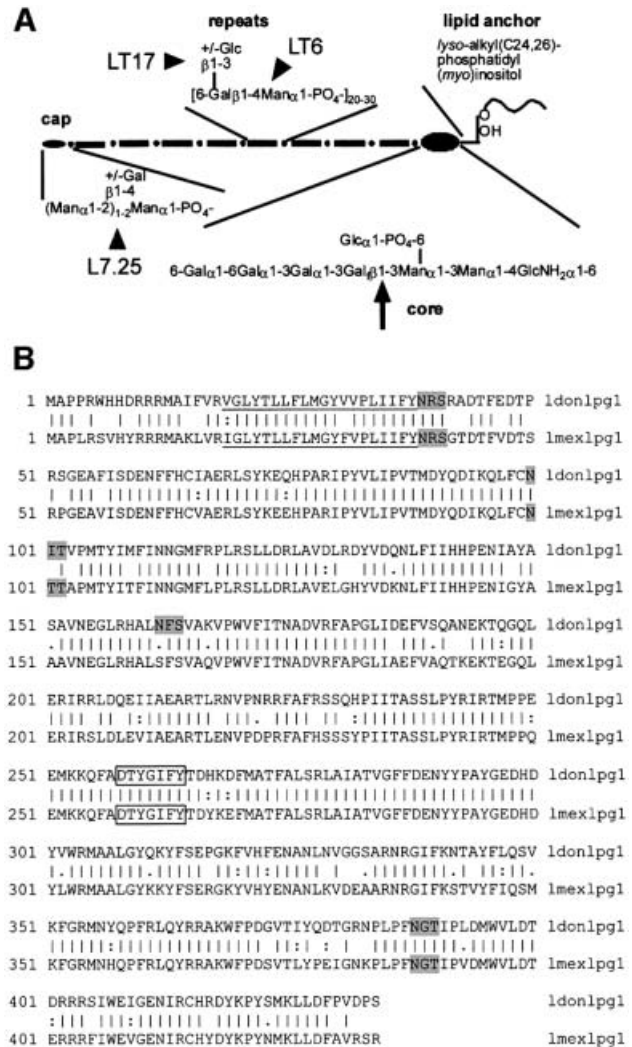 A
repeats
lipid anchor
LT17
+/-Glc
β1-3
LT6
[6-Galβ1-4Manα1-PO4-]20-30
lyso-alkyl(C24,26)-
phosphatidyl
(myo)inositol
O
OH
cap
+/-Gal
β1-4
(Manα1-2)1-2Manα1-PO4-
L7.25
Glcα1-PO4-6
6-Galα1-6Galα1-3Galα1-3Galfβ1-3Manα1-3Manα1-4GlcNH2α1-6
core
B
1 MAPPRWHHDRRRMAIFVRVGLYTLLFLMGYVVPLIIFYNRSRADTFEDTP ldonlpg1
1 MAPLRSVHYRRRMAKLVRIGLYTLLFLMGYFVPLIIFYNRSGTDTFVDTS lmexlpg1
51 RSGEAFISDENFFHCIAERLSYKEQHPARIPYVLIPVTMDYQDIKQLFCN ldonlpg1
51 RPGEAVISDENFFHCVAERLSYKEEHPARIPYVLIPVTMDYQDIKQLFCN lmexlpg1
101 ITVPMTYIMFINNGMFRPLRSLLDRLAVDLRDYVDQNLFIIHHPENIAYA ldonlpg1
101 TTAPMTYITFINNGMFLPLRSLLDRLAVELGHYVDKNLFIIHHPENIGYA lmexlpg1
151 SAVNEGLRHALNFSVAKVPWVFITNADVRFAPGLIDEFVSQANEKTQGQL ldonlpg1
151 AAVNEGLRHALSFSVAQVPWVFITNADVRFAPGLIAEFVAQTKEKTEGQL lmexlpg1
201 ERIRRLDQEIIAEARTLRNVPNRRFAFRSSQHPIITASSLPYRIRTMPPE ldonlpg1
201 ERIRSLDLEVIAEARTLENVPDPRFAFHSSSYPIITASSLPYRIRTMPPQ lmexlpg1
251 EMKKQFADTYGIFYTDHKDFMATFALSRLAIATVGFFDENYYPAYGEDHD ldonlpg1
251 EMKKQFADTYGIFYTDYKEFMATFALSRLAIATVGFFDENYYPAYGEDHD lmexlpg1
301 YVWRMAALGYQKYFSEPGKFVHFENANLNVGGSARNRGIFKNTAYFLQSV ldonlpg1
301 YLWRMAALGYKKYFSERGKYVHYENANLKVDEAARNRGIFKSTVYFIQSM lmexlpg1
351 KFGRMNYQPFRLQYRRAKWFPDGVTIYQDTGRNPLPFNGTIPLDMWVLDT ldonlpg1
351 KFGRMNHQPFRLQYRRAKWFPDSVTLYPEIGNKPLPFNGTIPVDMWVLDT lmexlpg1
401 DRRRSIWEIGENIRCHRDYKPYSMKLLDFPVDPS ldonlpg1
401 ERRRFIWEVGENIRCHYDYKPYNMKLLDFAVRSR lmexlpg1